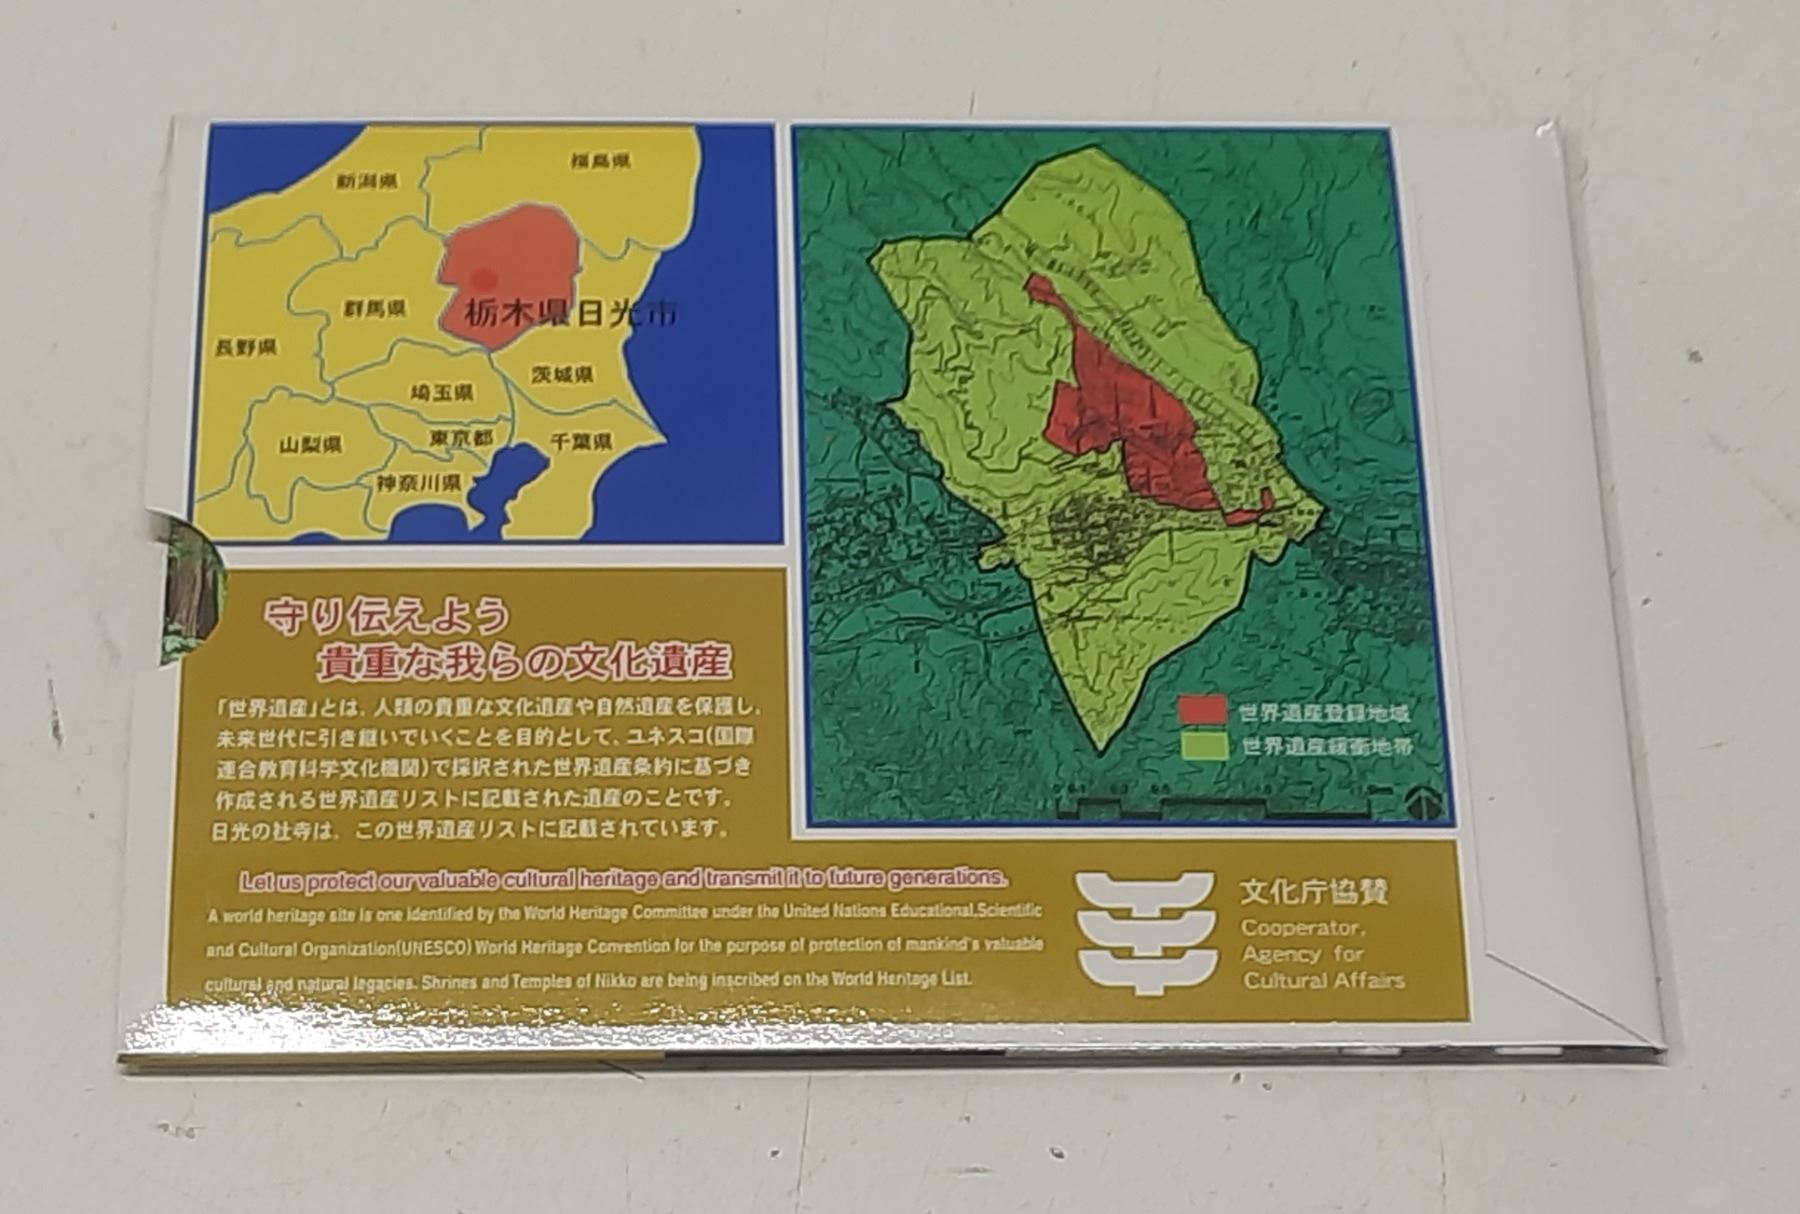 新潟県
福島県
群馬県
栃木県日光市
長野県
茨城県
埼玉県
山梨県
東京都
千葉県
神奈川県
世界遺産登録地域
世界遺産緩衝地帯
守り伝えよう
貴重な我らの文化遺産
「世界遺産」とは、人類の貴重な文化遺産や自然遺産を保護し、
未来世代に引き継いでいくことを目的として、ユネスコ(国際
連合教育科学文化機関)で採択された世界遺産条約に基づき
作成される世界遺産リストに記載された遺産のことです。
日光の社寺は、この世界遺産リストに記載されています。
Let us protect our valuable cultural heritage and transmit it to future generations.
A world heritage site is one identified by the World Heritage Committee under the United Nations Educational,Scientific
and Cultural Organization(UNESCO) World Heritage Convention for the purpose of protection of mankind's valuable
cultural and natural legacies. Shrines and Temples of Nikko are being inscribed on the World Heritage List.
文化庁協賛
Cooperator,
Agency for
Cultural Affairs